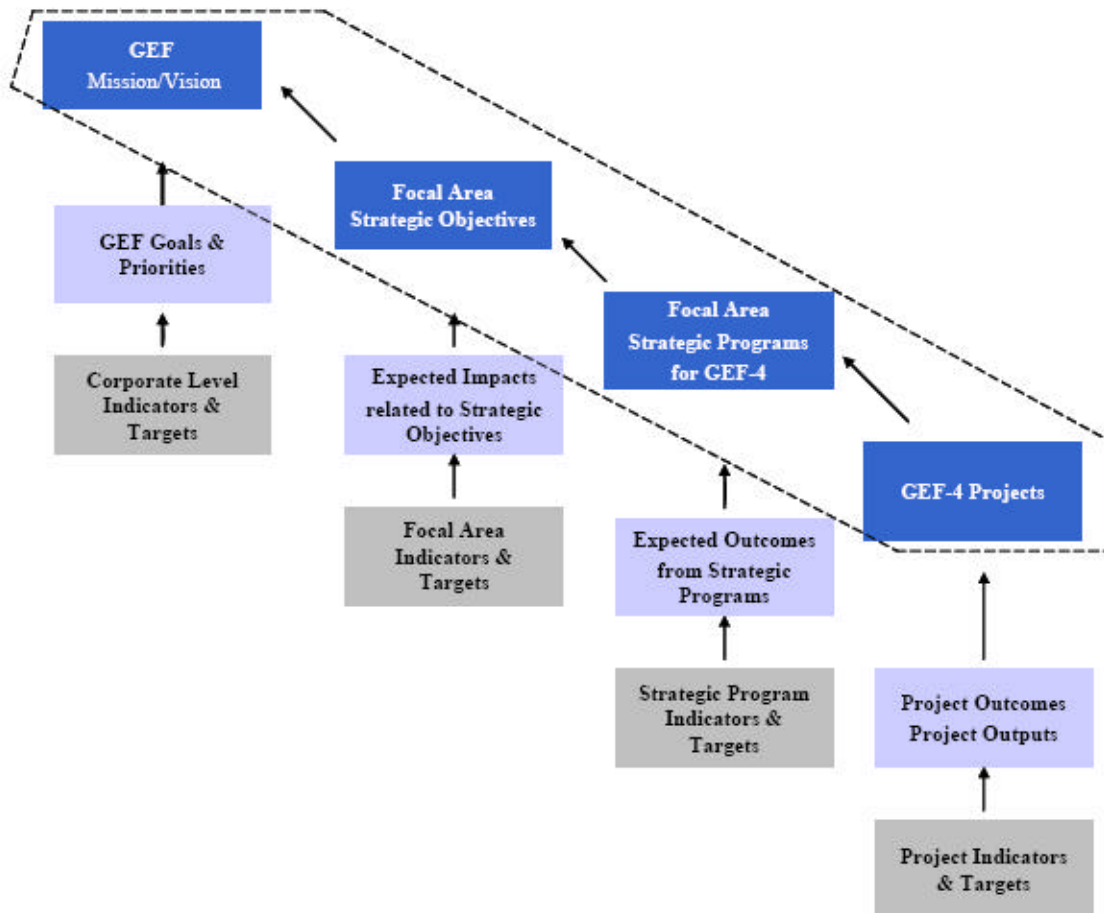 GEF
Mission/Vision
Focal Area
Strategic Objectives
GEF Goals &
Priorities
Focal Area
Strategic Programs
for GEF-4
Corporate Level
Indicators &
Targets
Expected Impacts
related to Strategic
Objectives
GEF-4 Projects
Focal Area
Indicators &
Targets
Expected Outcomes
from Strategic
Programs
Strategic Program
Indicators &
Targets
Project Outcomes
Project Outputs
Project Indicators
& Targets